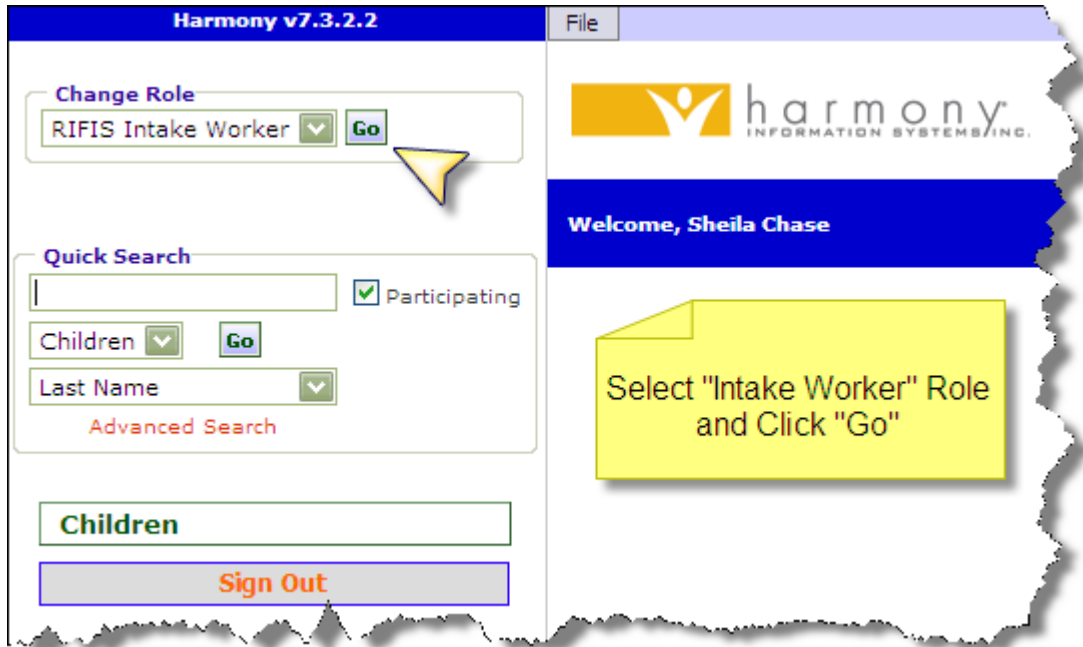 Harmony v7.3.2.2
File
Change Role
RIFIS Intake Worker Go
harmony
INFORMATION SYSTEMS, INC.
Welcome, Sheila Chase
Quick Search
Participating
Children Go
Last Name
Advanced Search
Select "Intake Worker" Role
and Click "Go"
Children
Sign Out